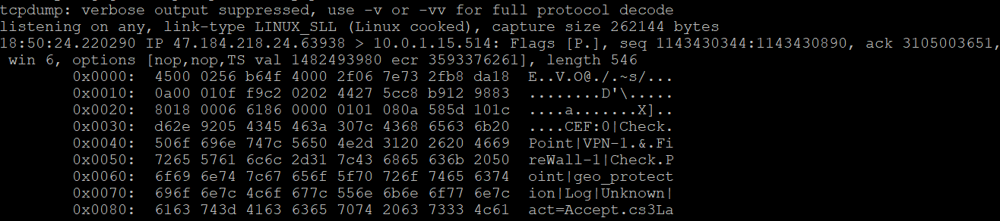 tcpdump: verbose output suppressed, use -v or -vv for full protocol decode
listening on any, link-type LINUX_SLL (Linux cooked), capture size 262144 bytes
18:50:24.220290 IP 47.184.218.24.63938 > 10.0.1.15.514: Flags [P.], seq 1143430344:1143430890, ack 3105003651,
win 6, options [nop,nop,TS val 1482493980 ecr 3593376261], length 546
0x0000: 4500 0256 b64f 4000 2f06 7e73 2fb8 da18 E..V.O@./.~s/...
0x0010: 0a00 010f f9c2 0202 4427 5cc8 b912 9883 ........D'\.....
0x0020: 8018 0006 6186 0000 0101 080a 585d 101c ....a.......X]..
0x0030: d62e 9205 4345 463a 307c 4368 6563 6b20 ....CEF:0|Check.
0x0040: 506f 696e 747c 5650 4e2d 3120 2620 4669 Point|VPN-1.&.Fi
0x0050: 7265 5761 6c6c 2d31 7c43 6865 636b 2050 reWall-1|Check.P
0x0060: 6f69 6e74 7c67 656f 5f70 726f 7465 6374 oint|geo_protect
0x0070: 696f 6e7c 4c6f 677c 556e 6b6e 6f77 6e7c ion|Log|Unknown|
0x0080: 6163 743d 4163 6365 7074 2063 7333 4c61 act=Accept.cs3La